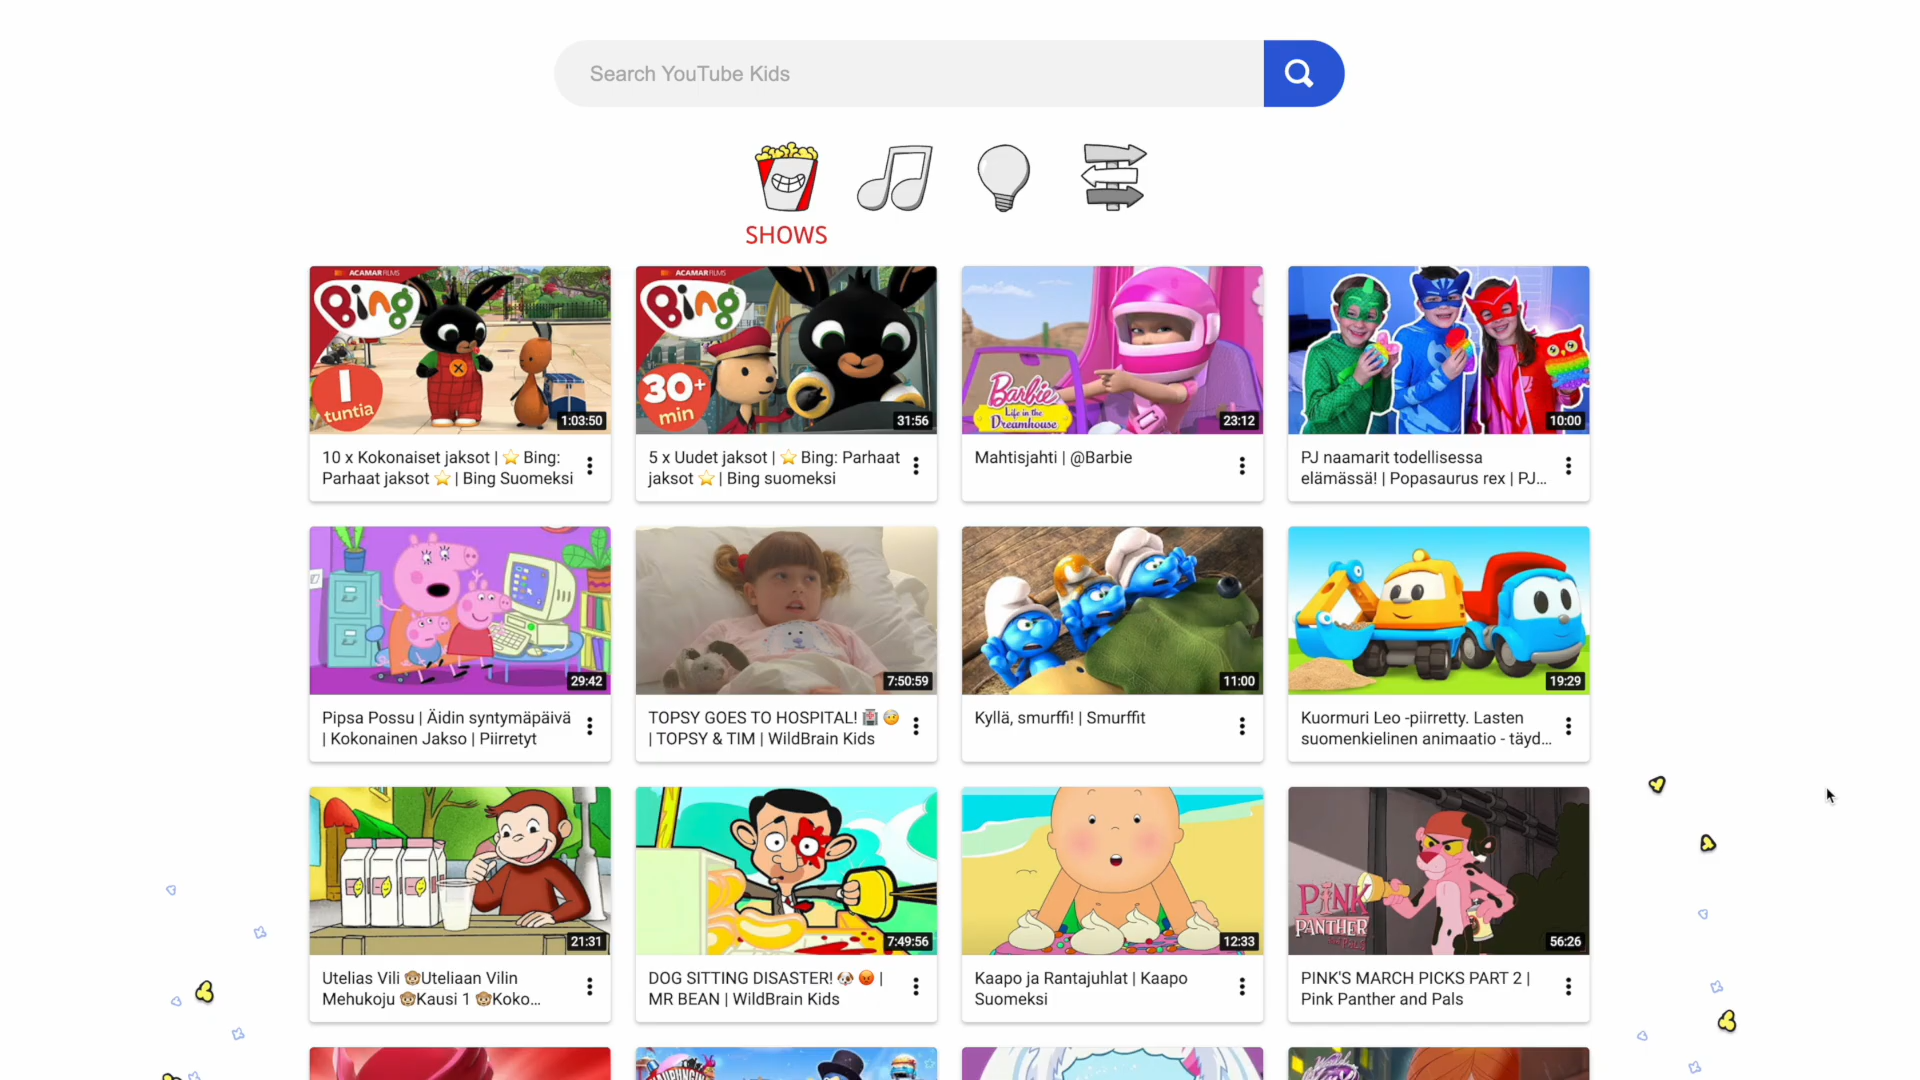 Search YouTube Kids
SHOWS
ACAMAR FILMS
Bing
1
tuntia
1:03:50
10 x Kokonaiset jaksot | ⭐ Bing:
Parhaat jaksot ⭐ | Bing Suomeksi
ACAMAR FILMS
Bing
30+
min
31:56
5 x Uudet jaksot | ⭐ Bing: Parhaat
jaksot ⭐ | Bing suomeksi
Barbie
Life in the
Dreamhouse
23:12
Mahtisjahti | @Barbie
10:00
PJ naamarit todellisessa
elämässä! | Popasaurus rex | PJ...
29:42
Pipsa Possu | Äidin syntymäpäivä
| Kokonainen Jakso | Piirretyt
7:50:59
TOPSY GOES TO HOSPITAL! 🏥 🤕
| TOPSY & TIM | WildBrain Kids
11:00
Kyllä, smurffi! | Smurffit
19:29
Kuormuri Leo -piirretty. Lasten
suomenkielinen animaatio - täyd...
21:31
Utelias Vili 🐵Uteliaan Vilin
Mehukoju 🐵Kausi 1 🐵Koko...
7:49:56
DOG SITTING DISASTER! 🐶 😡 |
MR BEAN | WildBrain Kids
12:33
Kaapo ja Rantajuhlat | Kaapo
Suomeksi
PINK
PANTHER
and Pals
56:26
PINK'S MARCH PICKS PART 2 |
Pink Panther and Pals